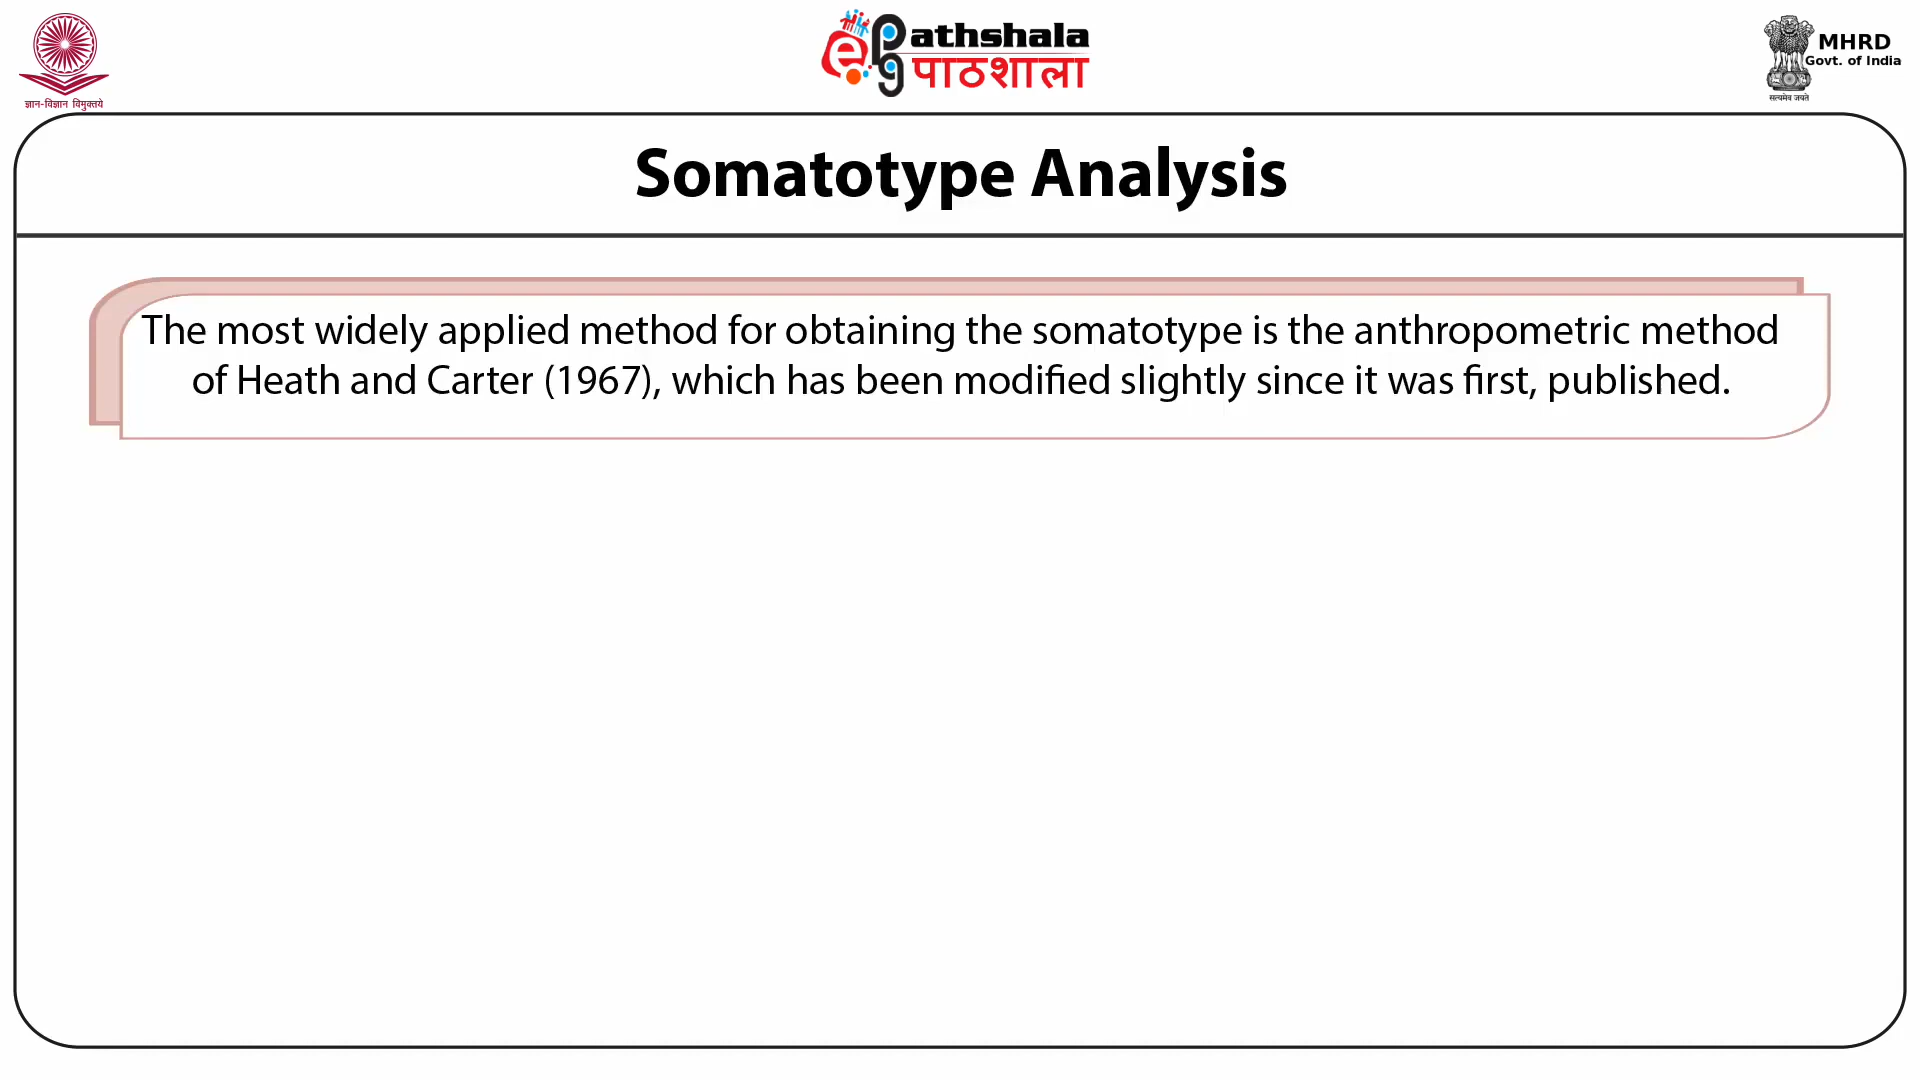 ज्ञान-विज्ञान विमुक्तये
ePathshala
पाठशाला
MHRD
Govt. of India
सत्यमेव जयते
Somatotype Analysis
The most widely applied method for obtaining the somatotype is the anthropometric method
of Heath and Carter (1967), which has been modified slightly since it was first, published.